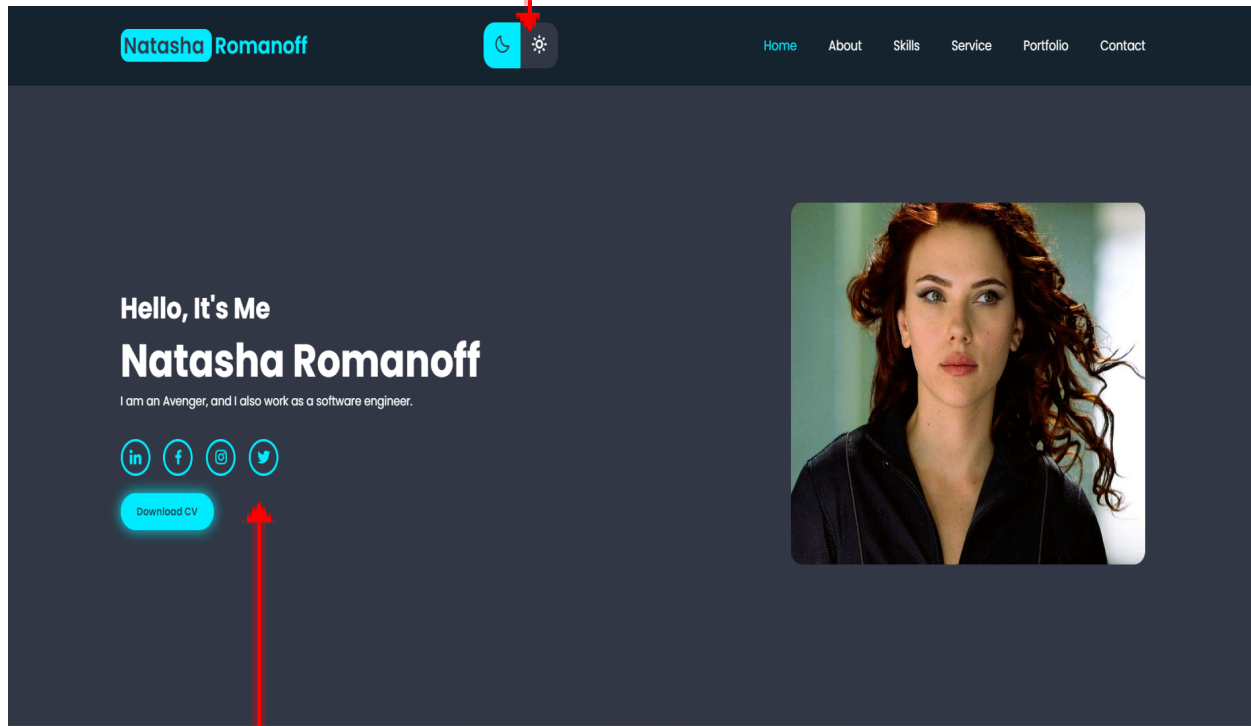 Natasha Romanoff
Home About Skills Service Portfolio Contact
Hello, It's Me
Natasha Romanoff
I am an Avenger, and I also work as a software engineer.
in f
Download CV